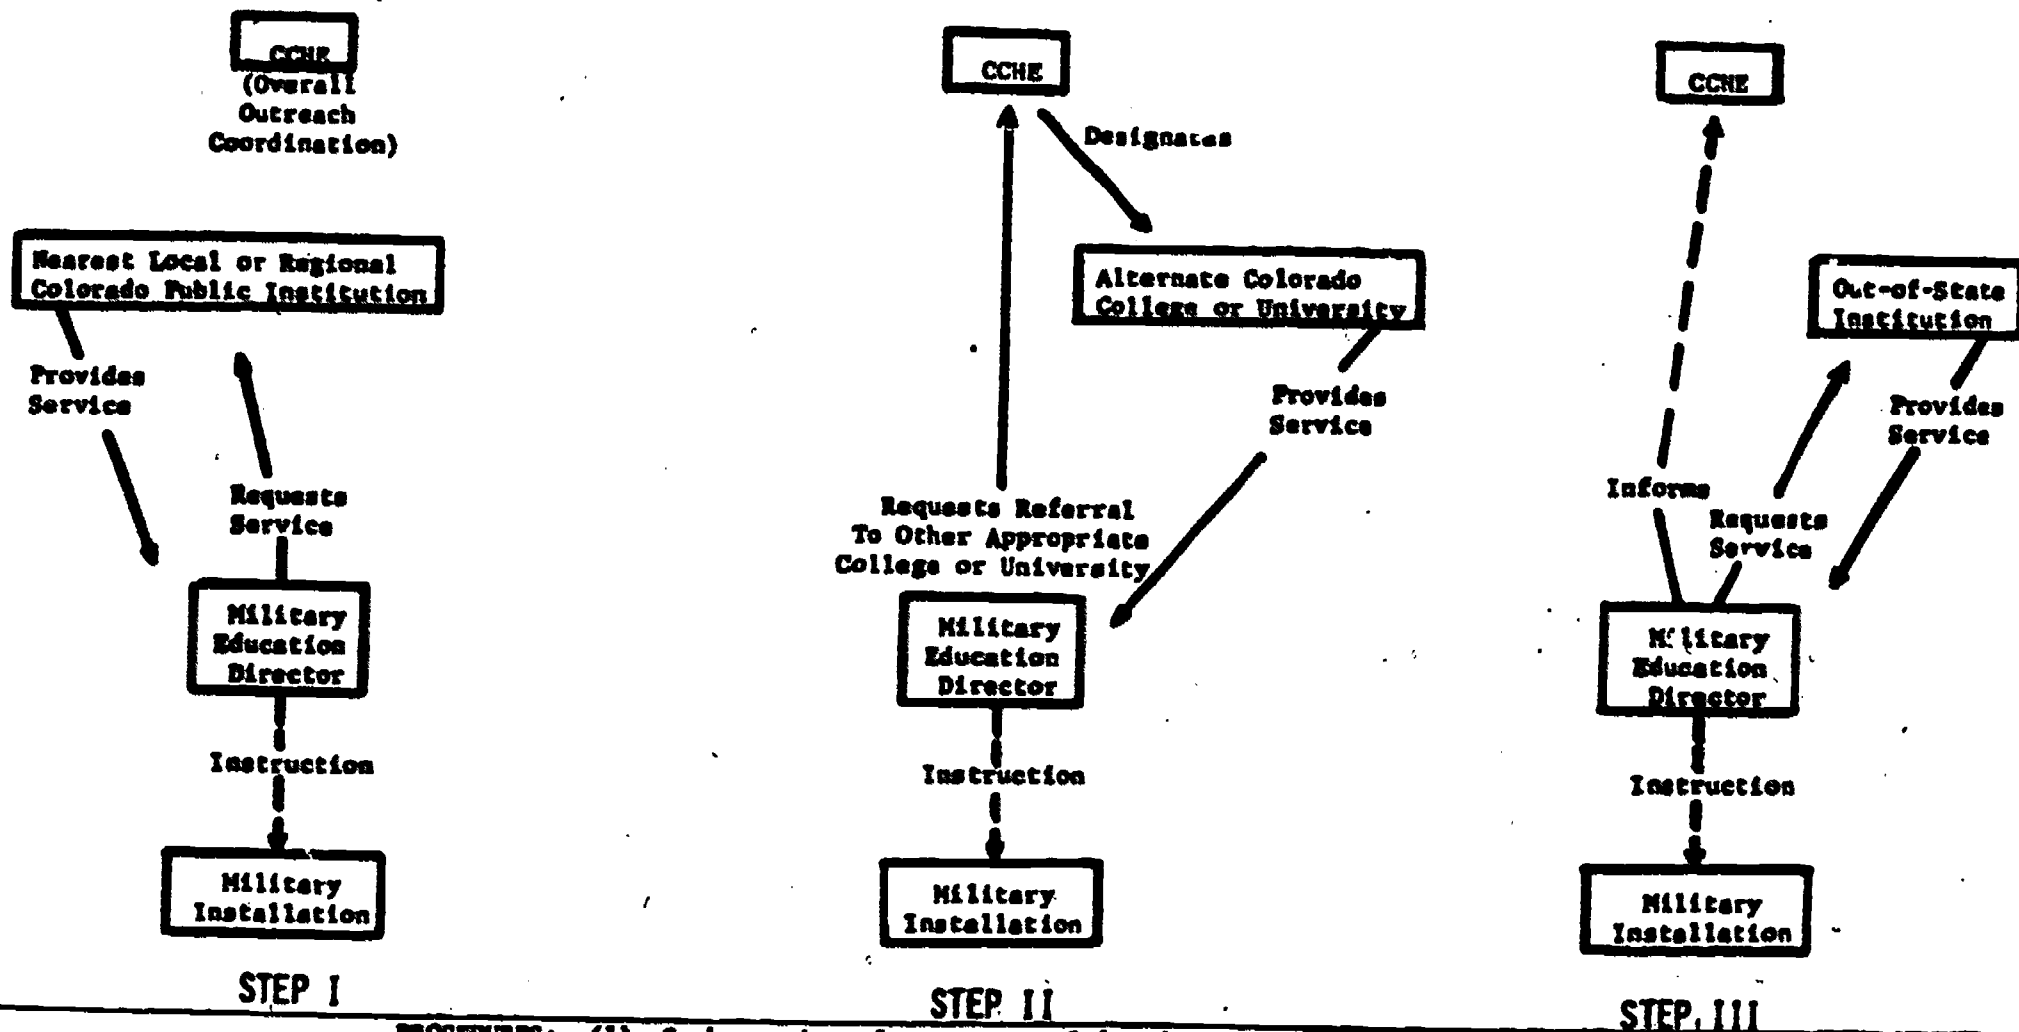 CCHE
(Overall
Outreach
Coordination)
Nearest Local or Regional
Colorado Public Institution
Provides
Service
Requests
Service
Military
Education
Director
Instruction
Military
Installation
STEP I
CCHE
Designates
Alternate Colorado
College or University
Provides
Service
Requests Referral
To Other Appropriate
College or University
Military
Education
Director
Instruction
Military
Installation
STEP II
CCHE
Out-of-State
Institution
Provides
Service
Informs
Requests
Service
Military
Education
Director
Instruction
Military
Installation
STEP III
PROCEDURES: (1)